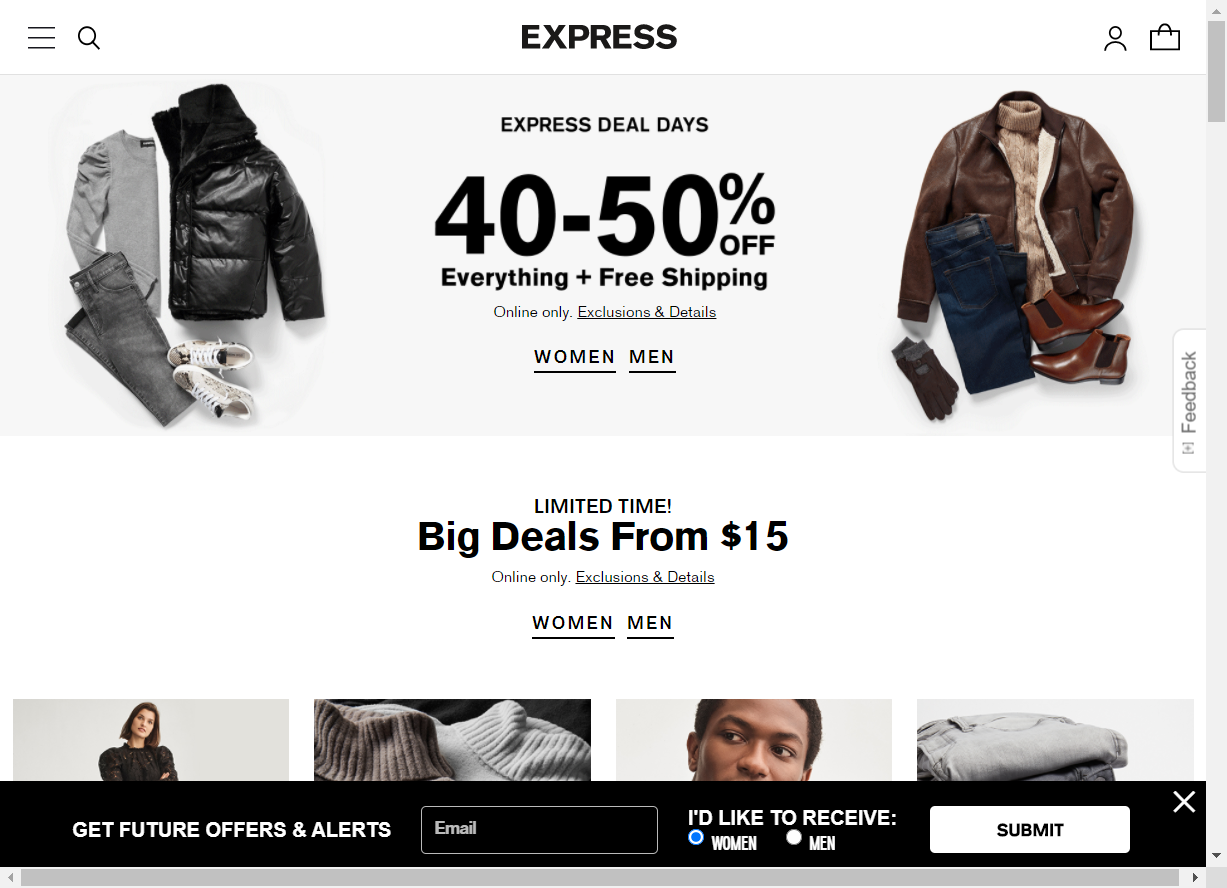 EXPRESS
EXPRESS DEAL DAYS
40-50% OFF
Everything + Free Shipping
Online only. Exclusions & Details
WOMEN MEN
Feedback
LIMITED TIME!
Big Deals From $15
Online only. Exclusions & Details
WOMEN MEN
GET FUTURE OFFERS & ALERTS
Email
I'D LIKE TO RECEIVE:
WOMEN MEN
SUBMIT